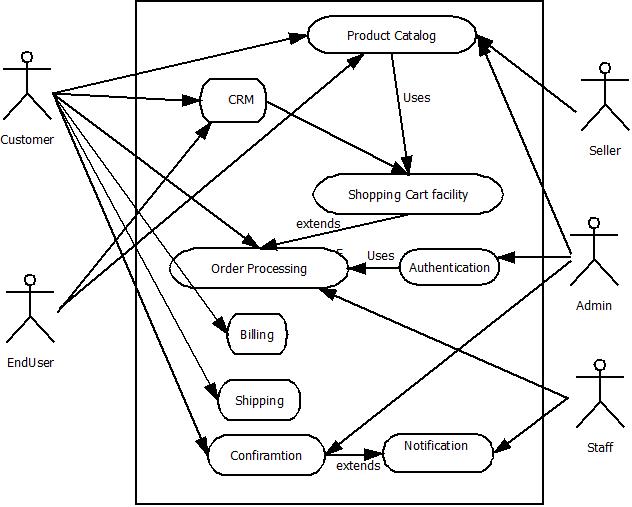 Product Catalog
CRM
Uses
Customer
Seller
Shopping Cart facility
extends
Uses
Order Processing
Authentication
Admin
Billing
EndUser
Shipping
Confiramtion
Notification
extends
Staff